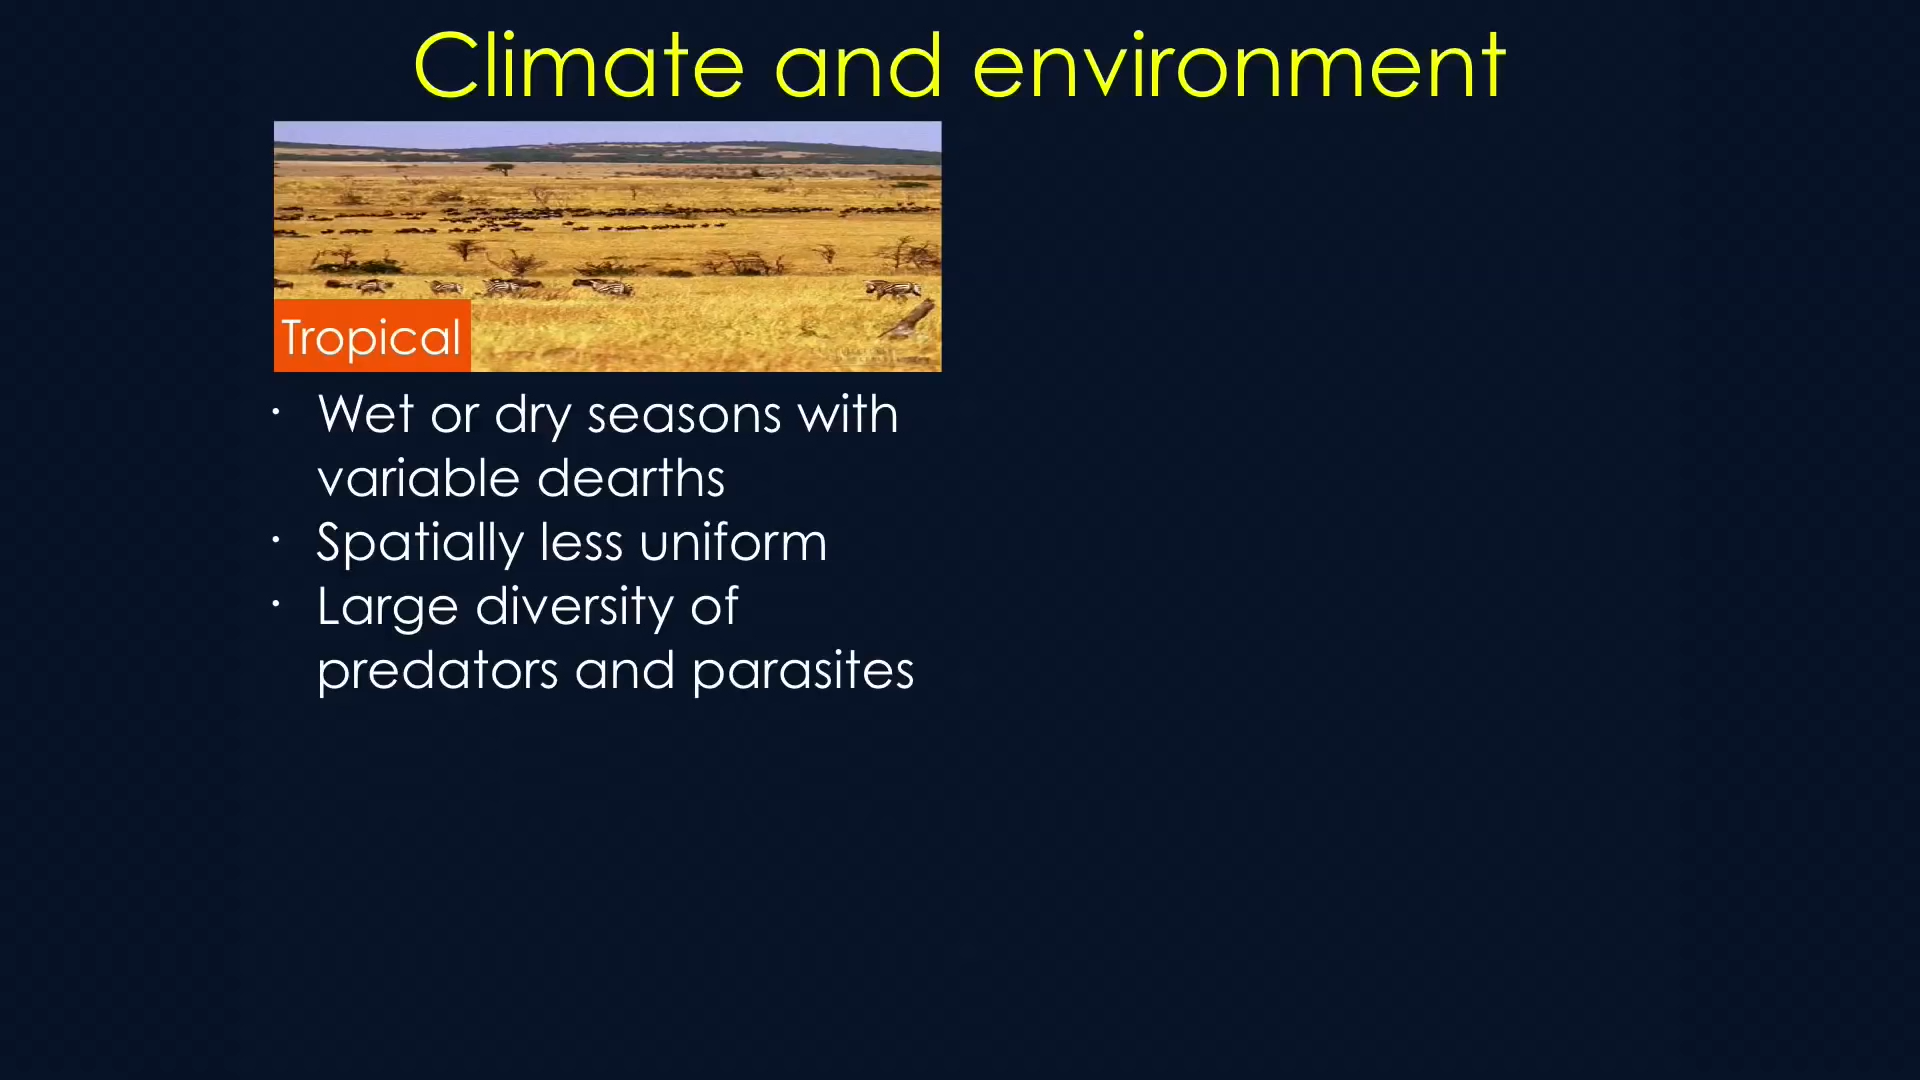 Climate and environment
Tropical
· Wet or dry seasons with
variable dearths
· Spatially less uniform
· Large diversity of
predators and parasites